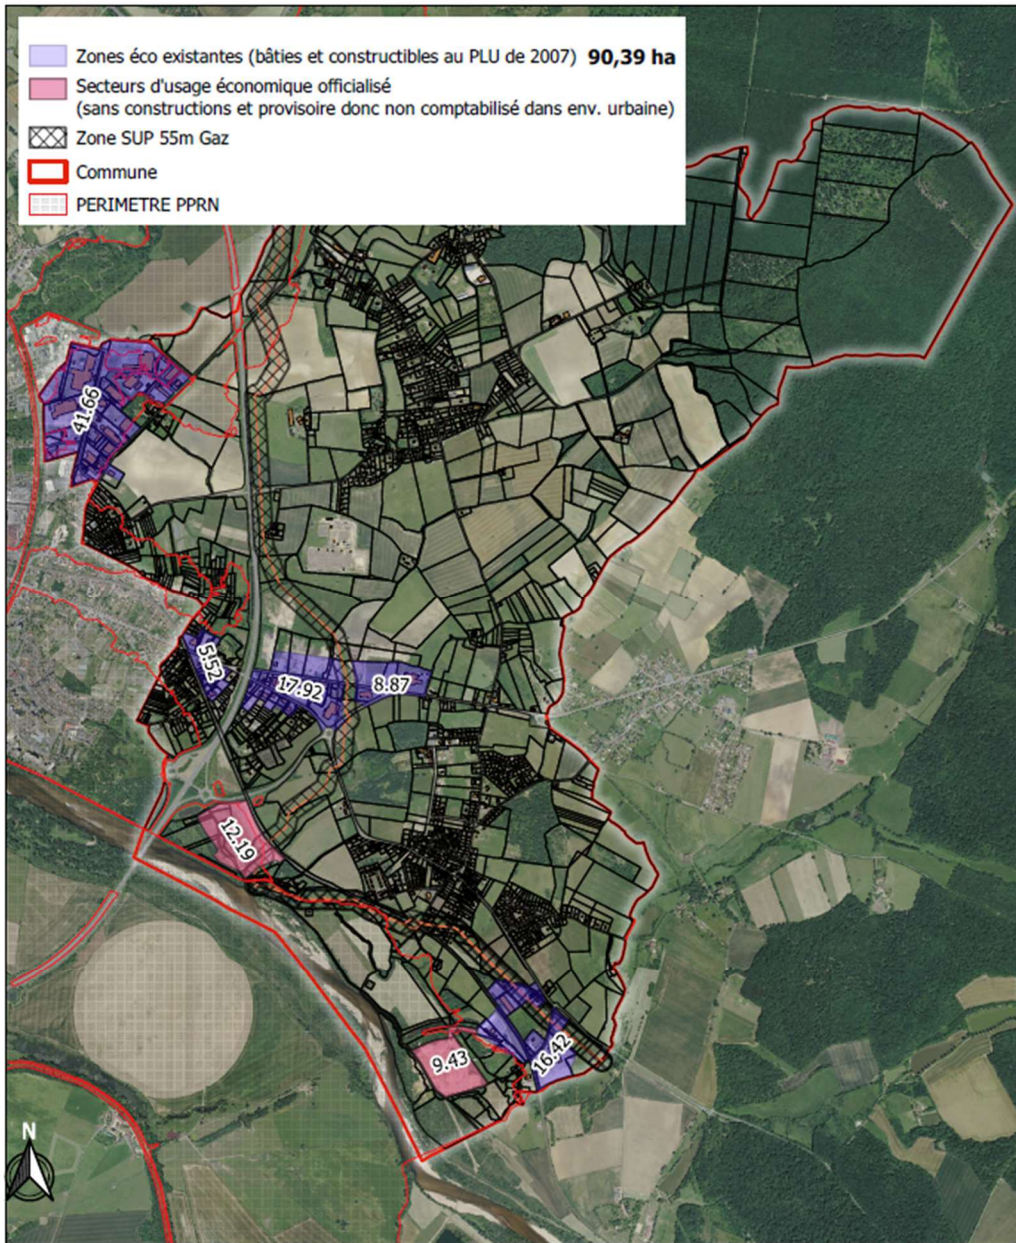 Zones éco existantes (bâties et constructibles au PLU de 2007) 90,39 ha
Secteurs d'usage économique officialisé
(sans constructions et provisoire donc non comptabilisé dans env. urbaine)
Zone SUP 55m Gaz
Commune
PERIMETRE PPRN
41.66
5.52
17.92
8.87
12.19
9.43
16.42
N